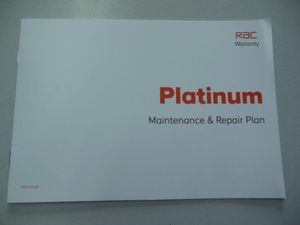 RAC
Warranty
Platinum
Maintenance & Repair Plan